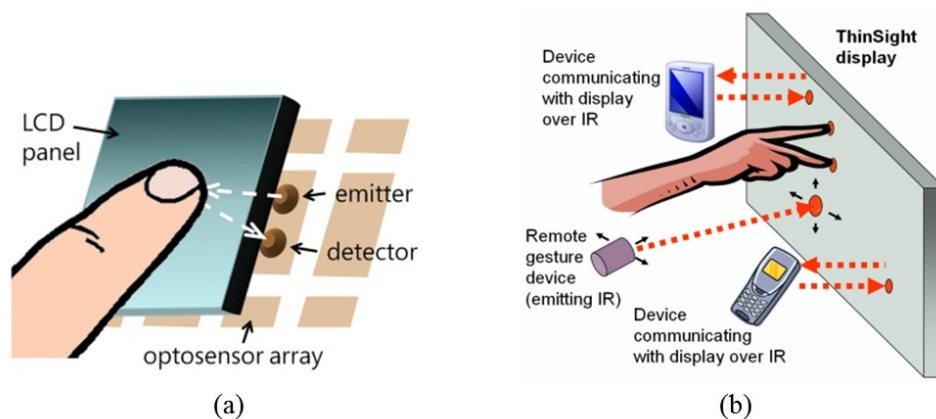 LCD
panel
emitter
detector
optosensor array
(a)
ThinSight
display
Device
communicating
with display
over IR
Remote
gesture
device
(emitting IR)
Device
communicating
with display over IR
(b)